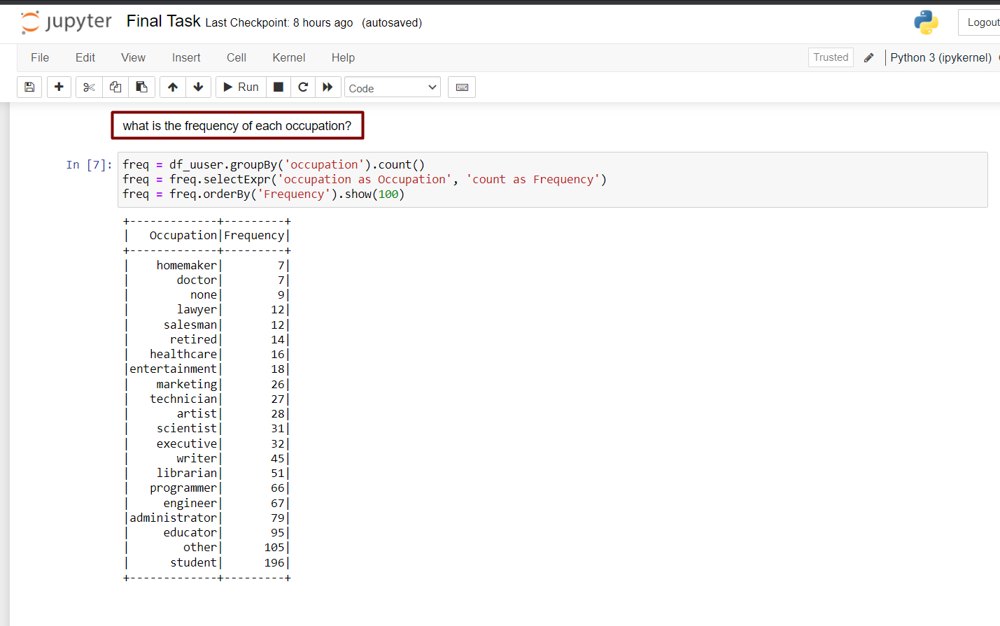 jupyter Final Task Last Checkpoint: 8 hours ago (autosaved) Logout
File Edit View Insert Cell Kernel Help Trusted Python 3 (ipykernel)
Run Code
what is the frequency of each occupation?
In [7]: freq = df_uuser.groupBy('occupation').count()
freq = freq.selectExpr('occupation as Occupation', 'count as Frequency')
freq = freq.orderBy('Frequency').show(100)
+-------------+---------+
|   Occupation|Frequency|
+-------------+---------+
|    homemaker|        7|
|       doctor|        7|
|         none|        9|
|       lawyer|       12|
|     salesman|       12|
|      retired|       14|
|   healthcare|       16|
|entertainment|       18|
|    marketing|       26|
|   technician|       27|
|       artist|       28|
|    scientist|       31|
|    executive|       32|
|       writer|       45|
|    librarian|       51|
|   programmer|       66|
|     engineer|       67|
|administrator|       79|
|     educator|       95|
|        other|      105|
|      student|      196|
+-------------+---------+